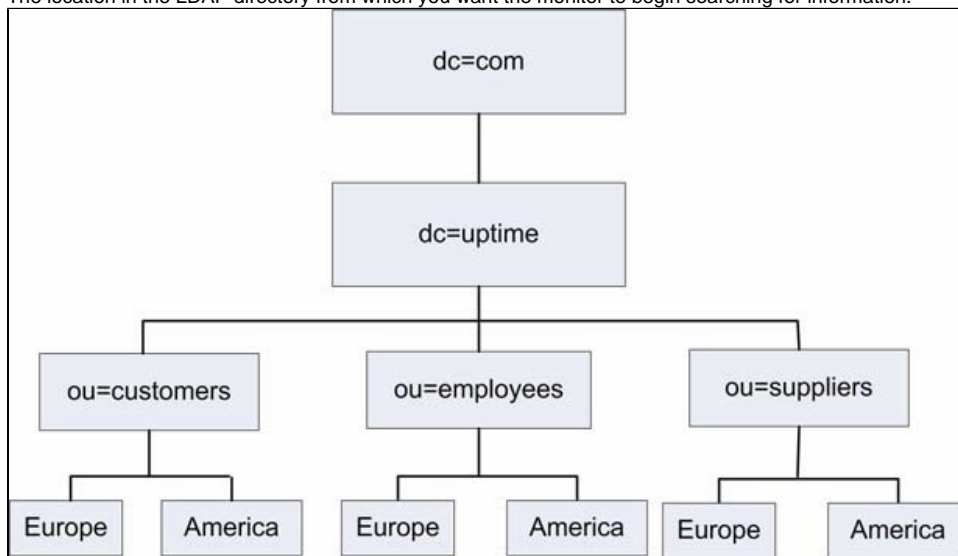 The location in the LDAP directory from which you want the monitor to begin searching for information.
dc=com
dc=uptime
ou=customers
ou=employees
ou=suppliers
Europe
America
Europe
America
Europe
America